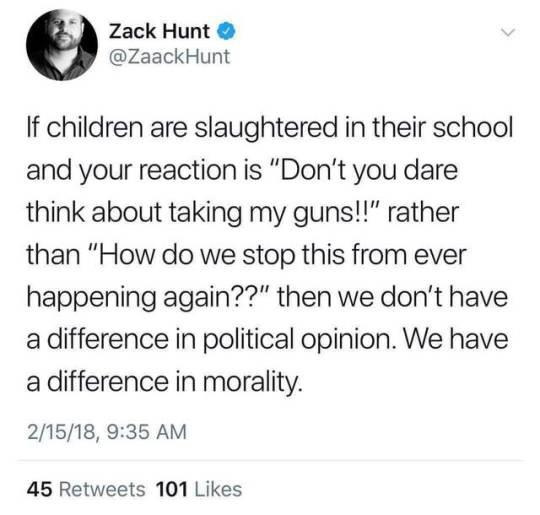 Zack Hunt
@ZaackHunt
If children are slaughtered in their school
and your reaction is "Don't you dare
think about taking my guns!!" rather
than "How do we stop this from ever
happening again??" then we don't have
a difference in political opinion. We have
a difference in morality.
2/15/18, 9:35 AM
45 Retweets 101 Likes